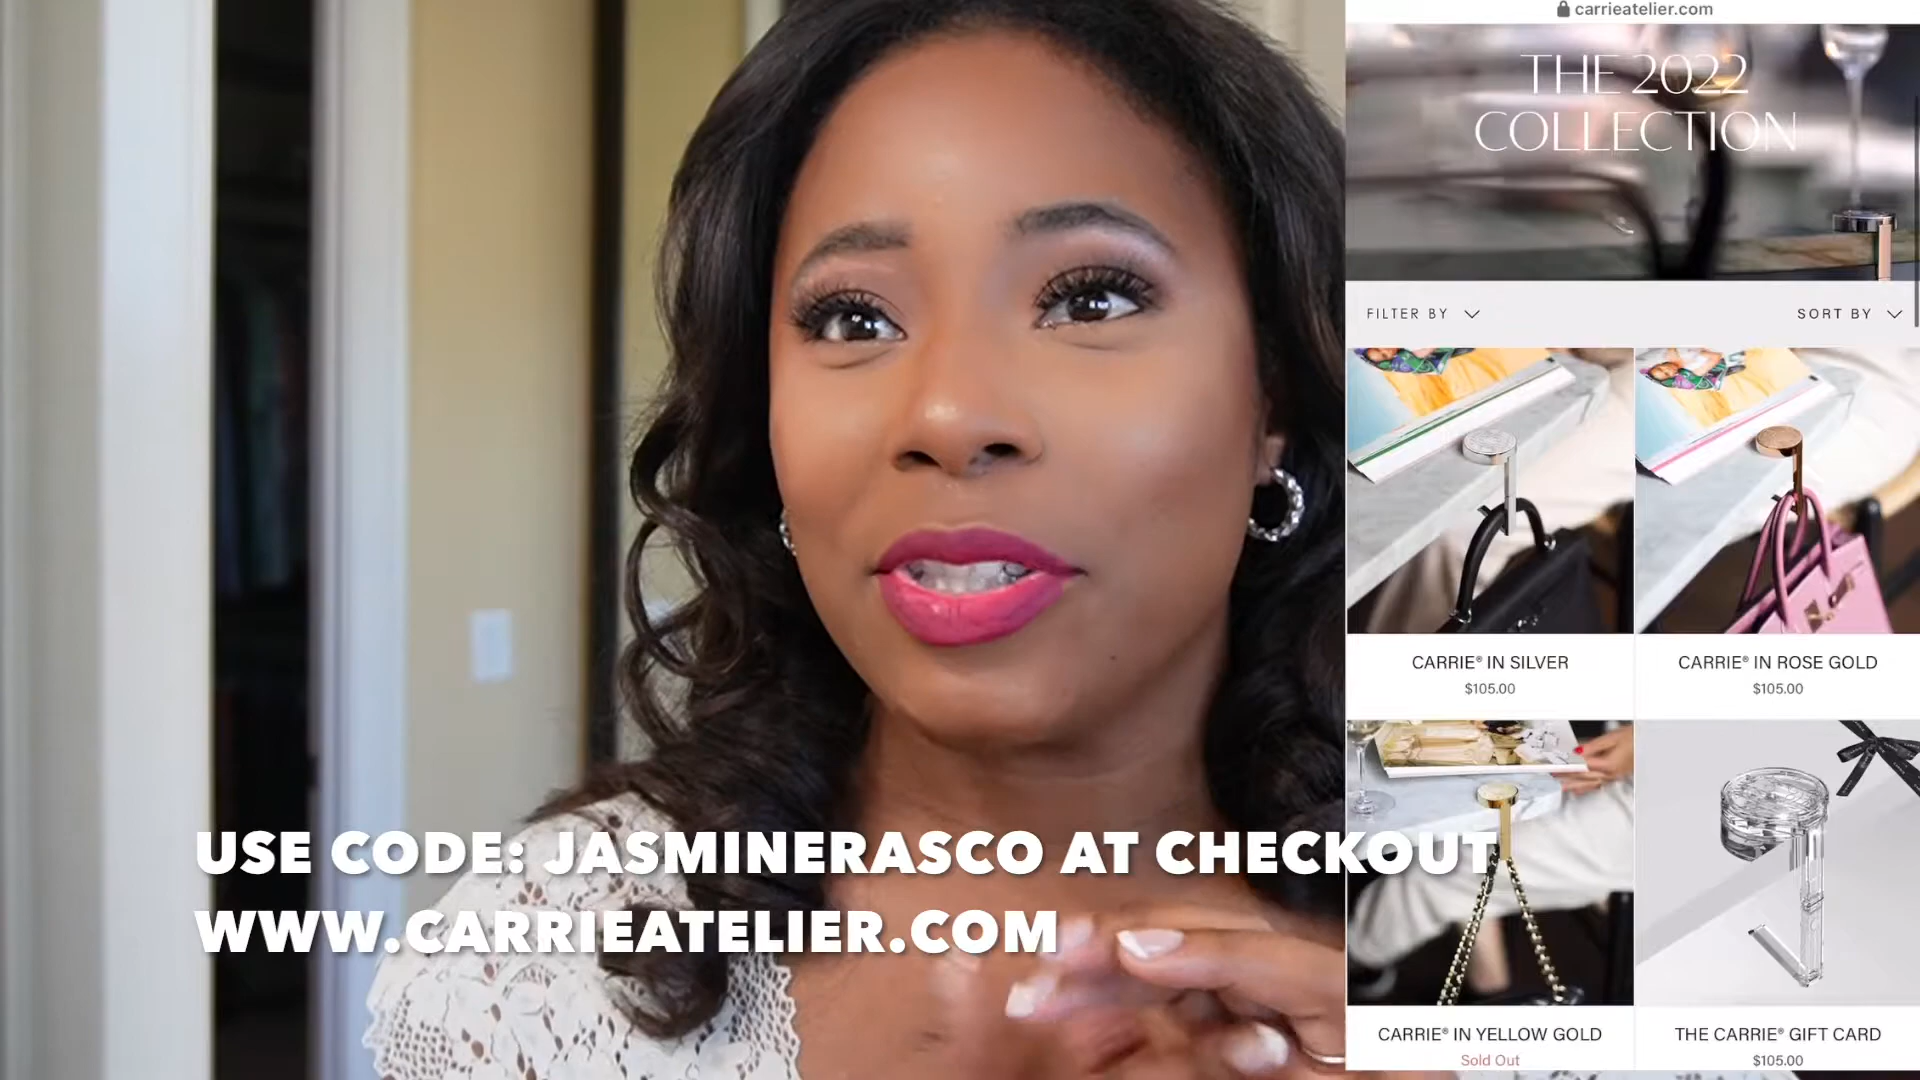 carrieatelier.com
THE 2022
COLLECTION
FILTER BY
SORT BY
CARRIE® IN SILVER
$105.00
CARRIE® IN ROSE GOLD
$105.00
USE CODE: JASMINERASCO AT CHECKOUT
WWW.CARRIEATELIER.COM
CARRIE® IN YELLOW GOLD
Sold Out
THE CARRIE® GIFT CARD
$105.00